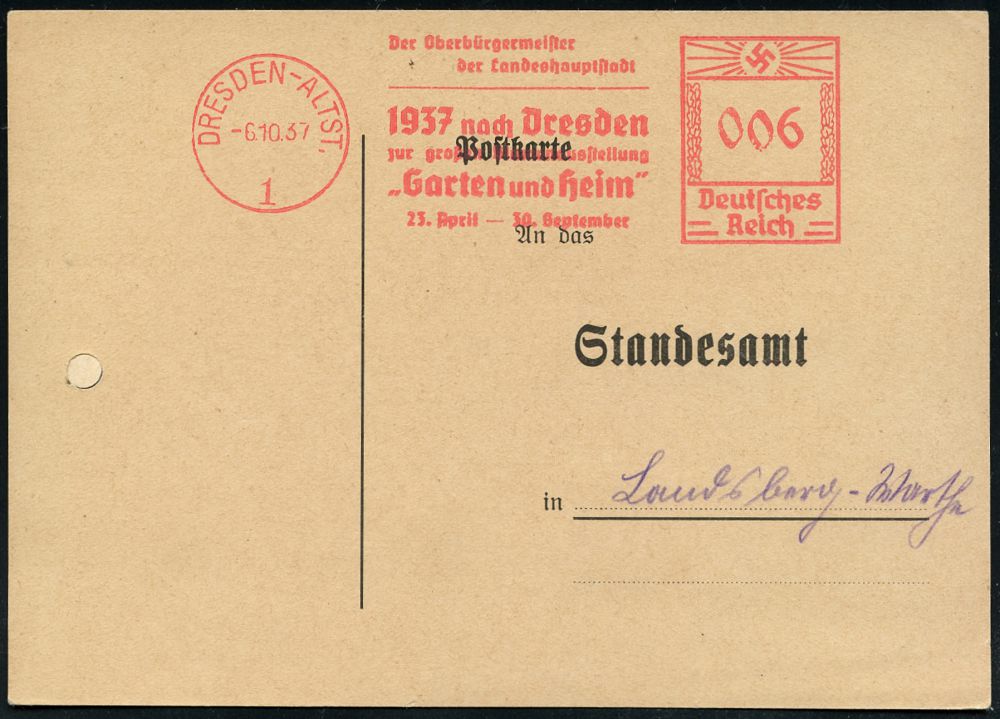 Der Oberbürgermeister
der Landeshauptstadt
DRESDEN-ALTST.
-6.10.37
1
1937 nach Dresden
zur
"Garten und Heim"
23. April — 30. September
006
Deutsches
Reich
Postkarte
An das
Standesamt
in Landsberg-Warthe